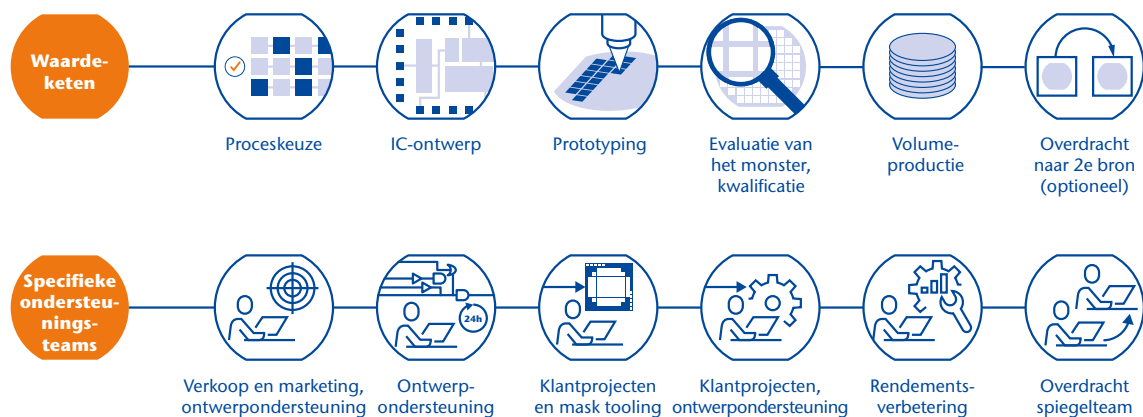 Waarde-
keten
Proceskeuze
IC-ontwerp
Prototyping
Evaluatie van
het monster,
kwalificatie
Volume-
productie
Overdracht
naar 2e bron
(optioneel)
Specifieke
ondersteu-
nings-
teams
24h
Verkoop en marketing,
ontwerpondersteuning
Ontwerp-
ondersteuning
Klantprojecten
en mask tooling
Klantprojecten,
ontwerpondersteuning
Rendements-
verbetering
Overdracht
spiegelteam